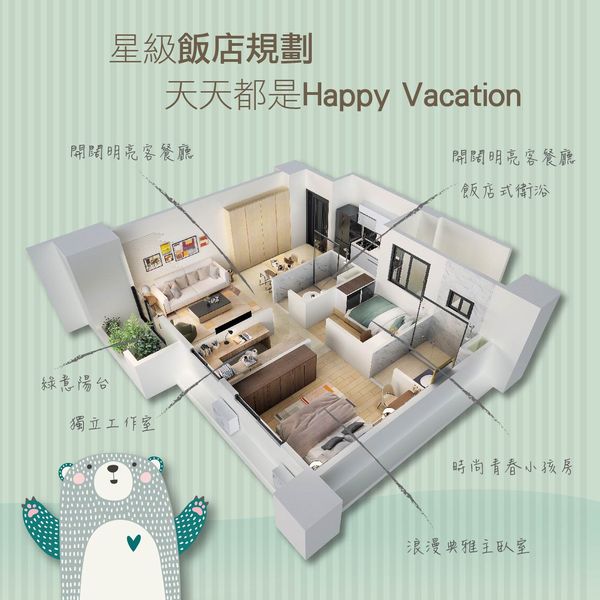 星級飯店規劃
天天都是Happy Vacation
開闊明亮客餐廳
開闊明亮客餐廳
飯店式衛浴
綠意陽台
獨立工作室
時尚青春小孩房
浪漫典雅主臥室